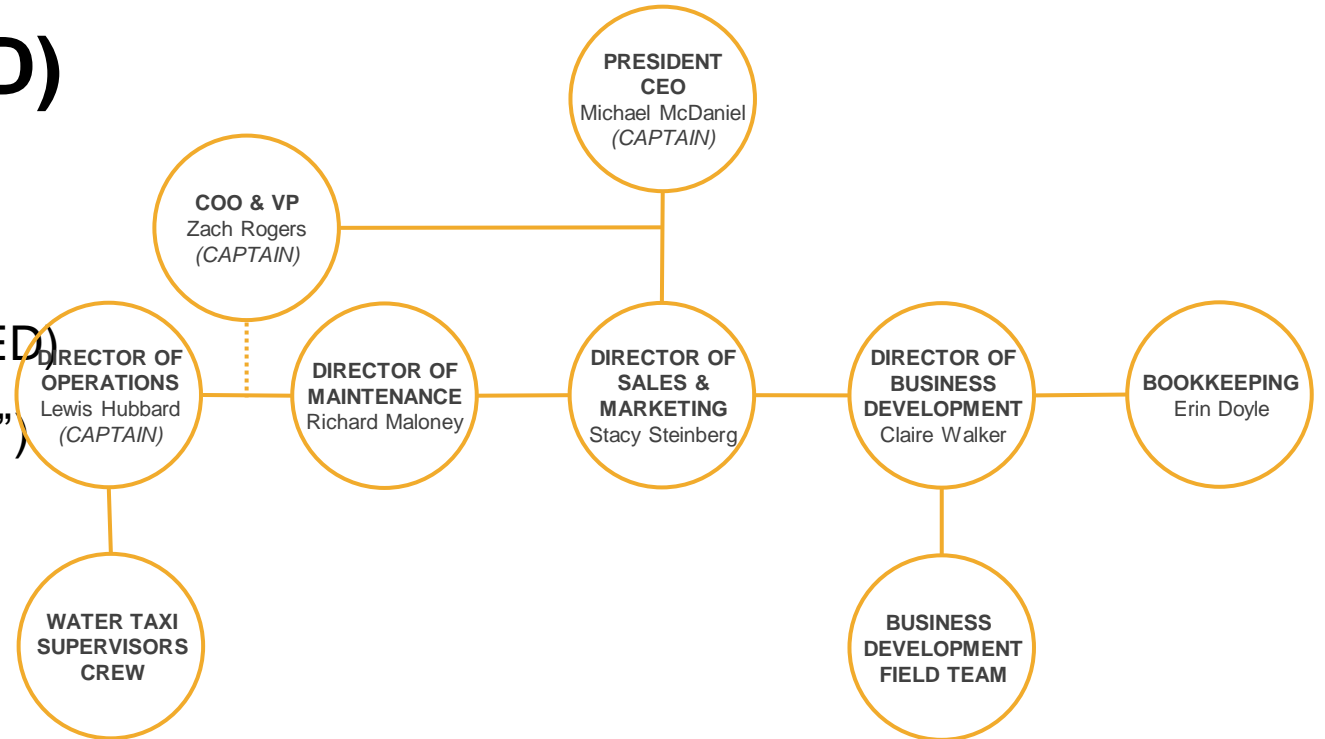 D)
PRESIDENT
CEO
Michael McDaniel
(CAPTAIN)
COO & VP
Zach Rogers
(CAPTAIN)
ED)
”)
DIRECTOR OF
OPERATIONS
Lewis Hubbard
(CAPTAIN)
DIRECTOR OF
MAINTENANCE
Richard Maloney
DIRECTOR OF
SALES &
MARKETING
Stacy Steinberg
DIRECTOR OF
BUSINESS
DEVELOPMENT
Claire Walker
BOOKKEEPING
Erin Doyle
WATER TAXI
SUPERVISORS
CREW
BUSINESS
DEVELOPMENT
FIELD TEAM